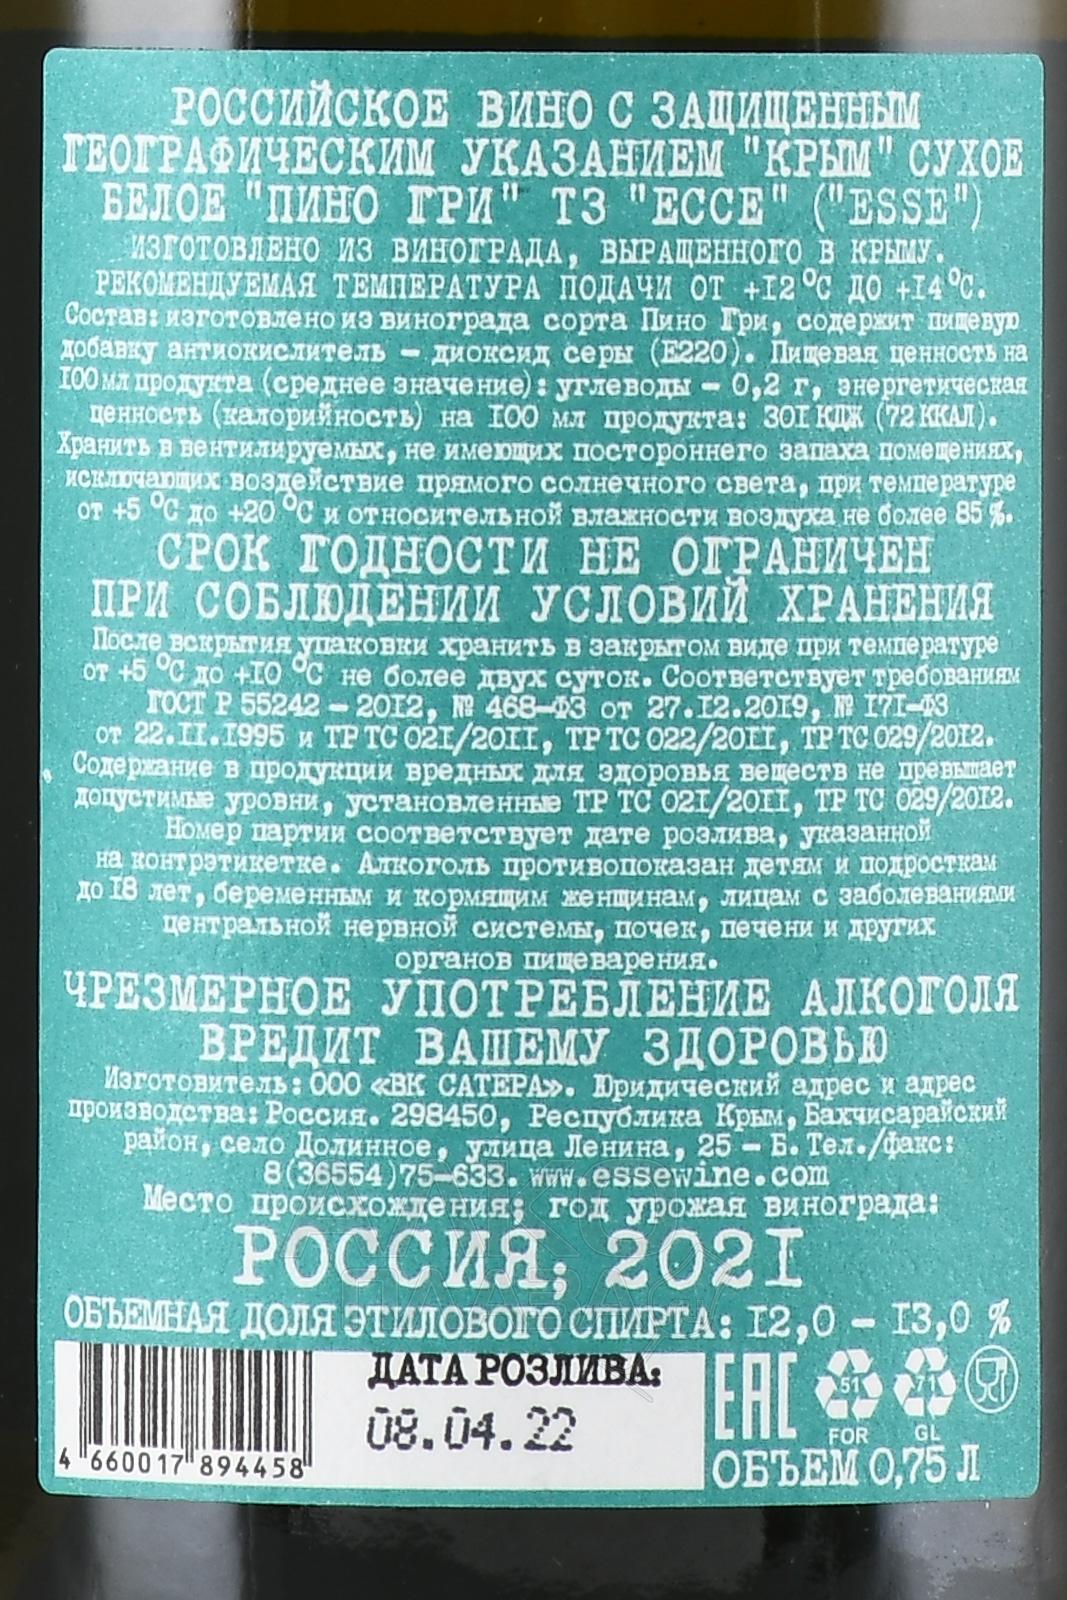 РОССИЙСКОЕ ВИНО С ЗАЩИЩЕННЫМ
ГЕОГРАФИЧЕСКИМ УКАЗАНИЕМ "КРЫМ" СУХОЕ
БЕЛОЕ "ПИНО ГРИ" ТЗ "ЕССЕ" ("ESSE")
ИЗГОТОВЛЕНО ИЗ ВИНОГРАДА, ВЫРАЩЕННОГО В КРЫМУ.
РЕКОМЕНДУЕМАЯ ТЕМПЕРАТУРА ПОДАЧИ ОТ +12°С ДО +14°С.
Состав: изготовлено из винограда сорта Пино Гри, содержит пищевую
добавку антиокислитель – диоксид серы (Е220). Пищевая ценность на
100 мл продукта (среднее значение): углеводы – 0,2 г, энергетическая
ценность (калорийность) на 100 мл продукта: 301 КДЖ (72 ККАЛ).
Хранить в вентилируемых, не имеющих постороннего запаха помещениях,
исключающих воздействие прямого солнечного света, при температуре
от +5 °С до +20 °С и относительной влажности воздуха не более 85 %.
СРОК ГОДНОСТИ НЕ ОГРАНИЧЕН
ПРИ СОБЛЮДЕНИИ УСЛОВИЙ ХРАНЕНИЯ
После вскрытия упаковки хранить в закрытом виде при температуре
от +5 °С до +10 °С не более двух суток. Соответствует требованиям
ГОСТ Р 55242 – 2012, № 468–ФЗ от 27.12.2019, № 171–ФЗ
от 22.11.1995 и ТР ТС 021/2011, ТР ТС 022/2011, ТР ТС 029/2012.
Содержание в продукции вредных для здоровья веществ не превышает
допустимые уровни, установленные ТР ТС 021/2011, ТР ТС 029/2012.
Номер партии соответствует дате розлива, указанной
на контрэтикетке. Алкоголь противопоказан детям и подросткам
до 18 лет, беременным и кормящим женщинам, лицам с заболеваниями
центральной нервной системы, почек, печени и других
органов пищеварения.
ЧРЕЗМЕРНОЕ УПОТРЕБЛЕНИЕ АЛКОГОЛЯ
ВРЕДИТ ВАШЕМУ ЗДОРОВЬЮ
Изготовитель: ООО «ВК САТЕРА». Юридический адрес и адрес
производства: Россия. 298450, Республика Крым, Бахчисарайский
район, село Долинное, улица Ленина, 25 – Б. Тел./факс:
8(36554)75–633. www.essewine.com
Место происхождения; год урожая винограда:
РОССИЯ; 2021
ОБЪЕМНАЯ ДОЛЯ ЭТИЛОВОГО СПИРТА: 12,0 – 13,0 %
ДАТА РОЗЛИВА:
08.04.22
4 660017 894458
ЕАС 51 FOR 71 GL
ОБЪЕМ 0,75 Л